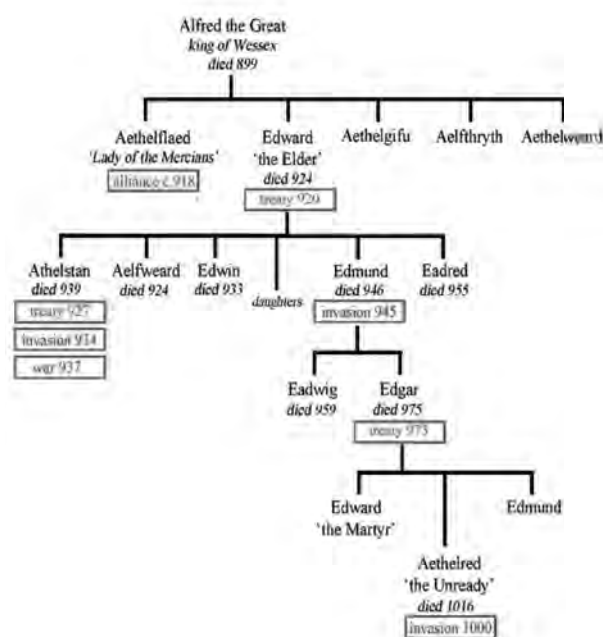 Alfred the Great
king of Wessex
died 899
Aethelflaed
'Lady of the Mercians'
alliance c.918
Edward
'the Elder'
died 924
treaty 920
Aethelgifu
Aelfthryth
Aethelweard
Athelstan
died 939
treaty 927
invasion 934
war 937
Aelfweard
died 924
Edwin
died 933
daughters
Edmund
died 946
invasion 945
Eadred
died 955
Eadwig
died 959
Edgar
died 975
treaty 973
Edward
'the Martyr'
Aethelred
'the Unready'
died 1016
invasion 1000
Edmund